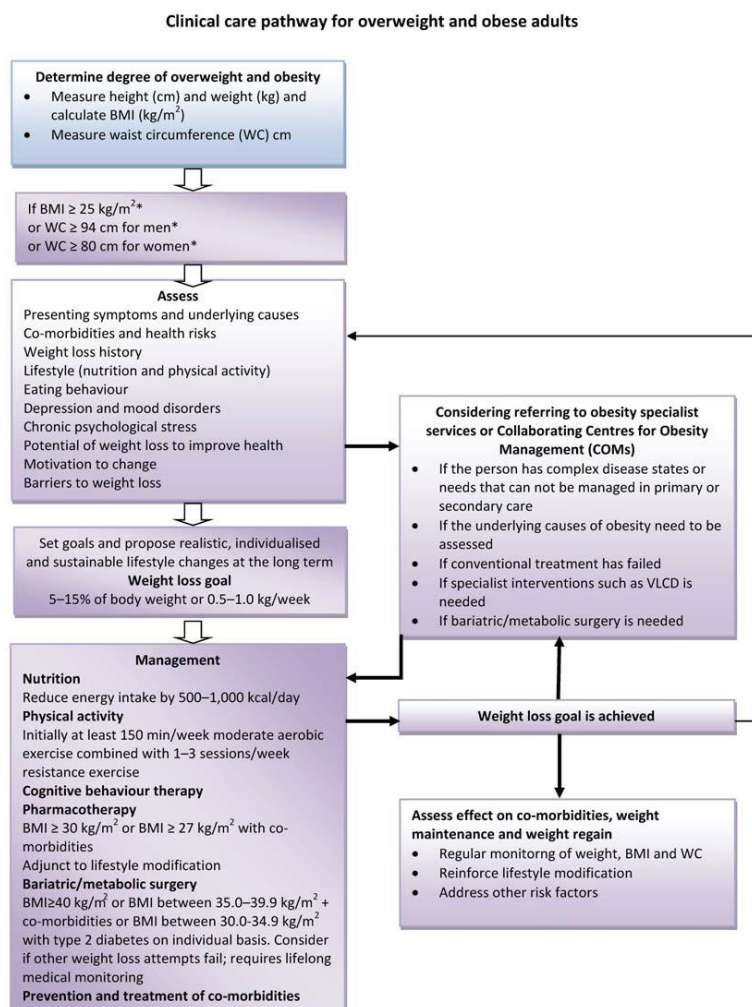 Clinical care pathway for overweight and obese adults
Determine degree of overweight and obesity
• Measure height (cm) and weight (kg) and
calculate BMI (kg/m²)
• Measure waist circumference (WC) cm
If BMI ≥ 25 kg/m²*
or WC ≥ 94 cm for men*
or WC ≥ 80 cm for women*
Assess
Presenting symptoms and underlying causes
Co-morbidities and health risks
Weight loss history
Lifestyle (nutrition and physical activity)
Eating behaviour
Depression and mood disorders
Chronic psychological stress
Potential of weight loss to improve health
Motivation to change
Barriers to weight loss
Considering referring to obesity specialist
services or Collaborating Centres for Obesity
Management (COMs)
• If the person has complex disease states or
needs that can not be managed in primary or
secondary care
• If the underlying causes of obesity need to be
assessed
• If conventional treatment has failed
• If specialist interventions such as VLCD is
needed
• If bariatric/metabolic surgery is needed
Set goals and propose realistic, individualised
and sustainable lifestyle changes at the long term
Weight loss goal
5–15% of body weight or 0.5–1.0 kg/week
Management
Nutrition
Reduce energy intake by 500–1,000 kcal/day
Physical activity
Initially at least 150 min/week moderate aerobic
exercise combined with 1–3 sessions/week
resistance exercise
Cognitive behaviour therapy
Pharmacotherapy
BMI ≥ 30 kg/m² or BMI ≥ 27 kg/m² with co-
morbidities
Adjunct to lifestyle modification
Bariatric/metabolic surgery
BMI≥40 kg/m² or BMI between 35.0–39.9 kg/m² +
co-morbidities or BMI between 30.0-34.9 kg/m²
with type 2 diabetes on individual basis. Consider
if other weight loss attempts fail; requires lifelong
medical monitoring
Prevention and treatment of co-morbidities
Weight loss goal is achieved
Assess effect on co-morbidities, weight
maintenance and weight regain
• Regular monitorng of weight, BMI and WC
• Reinforce lifestyle modification
• Address other risk factors